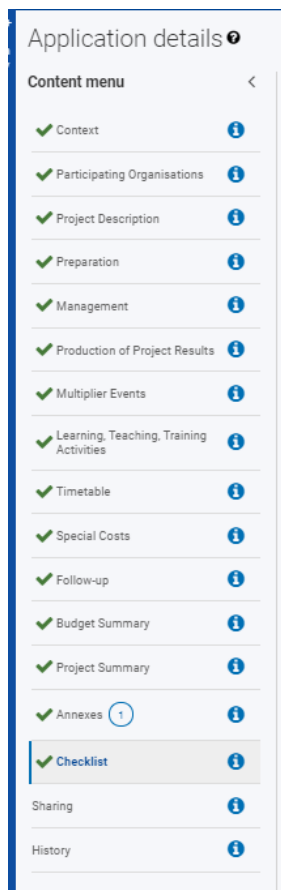 Application details
Content menu
Context
Participating Organisations
Project Description
Preparation
Management
Production of Project Results
Multiplier Events
Learning, Teaching, Training
Activities
Timetable
Special Costs
Follow-up
Budget Summary
Project Summary
Annexes 1
Checklist
Sharing
History